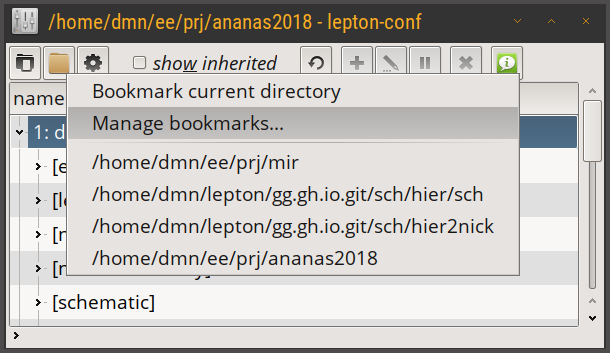 /home/dmn/ee/prj/ananas2018 - lepton-conf
show inherited
name
Bookmark current directory
Manage bookmarks...
1: d
/home/dmn/ee/prj/mir
[e
/home/dmn/lepton/gg.gh.io.git/sch/hier/sch
[le
/home/dmn/lepton/gg.gh.io.git/sch/hier2nick
[n
/home/dmn/ee/prj/ananas2018
[schematic]